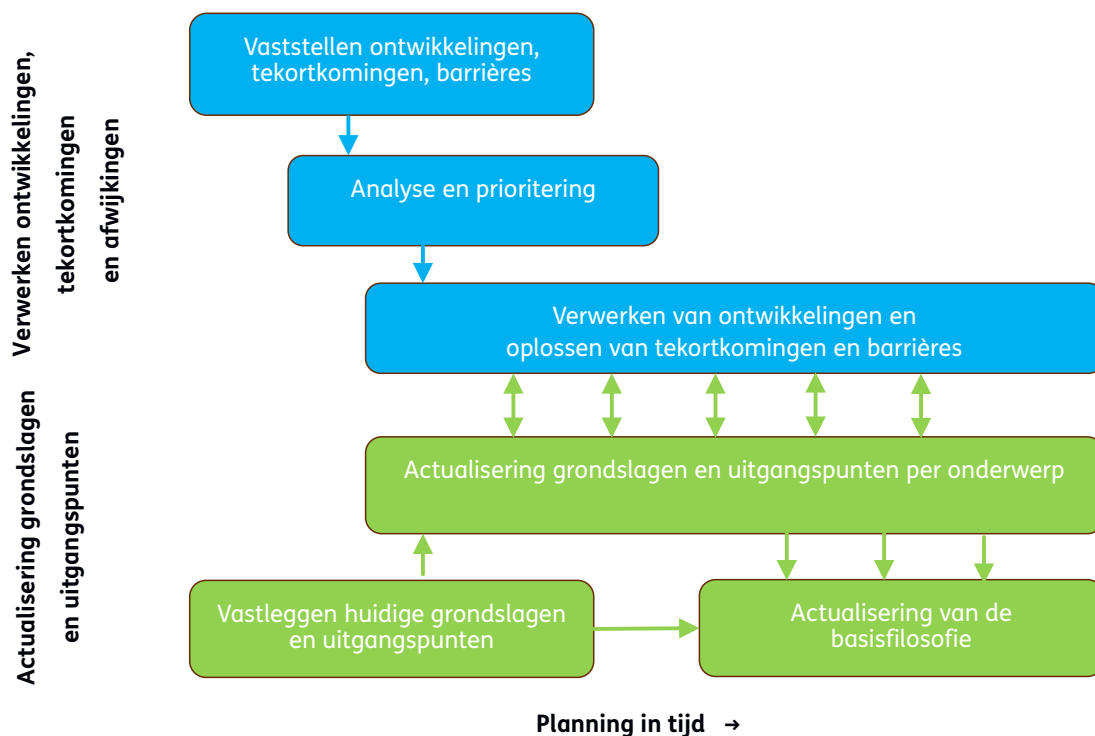 Verwerken ontwikkelingen,
tekortkomingen
en afwijkingen
Vaststellen ontwikkelingen,
tekortkomingen, barrières
Analyse en prioritering
Verwerken van ontwikkelingen en
oplossen van tekortkomingen en barrières
Actualisering grondslagen
en uitgangspunten
Actualisering grondslagen en uitgangspunten per onderwerp
Vastleggen huidige grondslagen
en uitgangspunten
Actualisering van de
basisfilosofie
Planning in tijd →